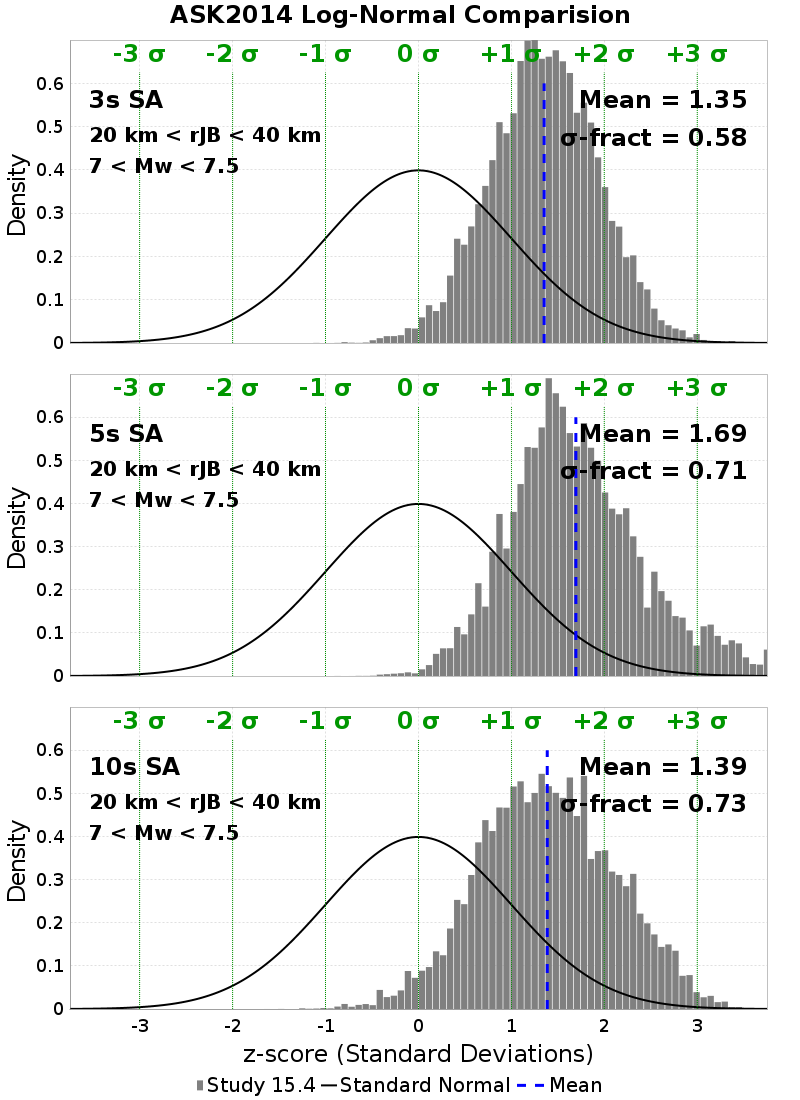 ASK2014 Log-Normal Comparision
-3 σ -2 σ -1 σ 0 σ +1 σ +2 σ +3 σ
3s SA
Mean = 1.35
20 km < rJB < 40 km
σ-fract = 0.58
7 < Mw < 7.5
0.6
0.5
0.4
0.3
0.2
0.1
0
Density
-3 σ -2 σ -1 σ 0 σ +1 σ +2 σ +3 σ
5s SA
Mean = 1.69
20 km < rJB < 40 km
σ-fract = 0.71
7 < Mw < 7.5
0.6
0.5
0.4
0.3
0.2
0.1
0
Density
-3 σ -2 σ -1 σ 0 σ +1 σ +2 σ +3 σ
10s SA
Mean = 1.39
20 km < rJB < 40 km
σ-fract = 0.73
7 < Mw < 7.5
0.6
0.5
0.4
0.3
0.2
0.1
0
Density
-3 -2 -1 0 1 2 3
z-score (Standard Deviations)
Study 15.4 Standard Normal Mean